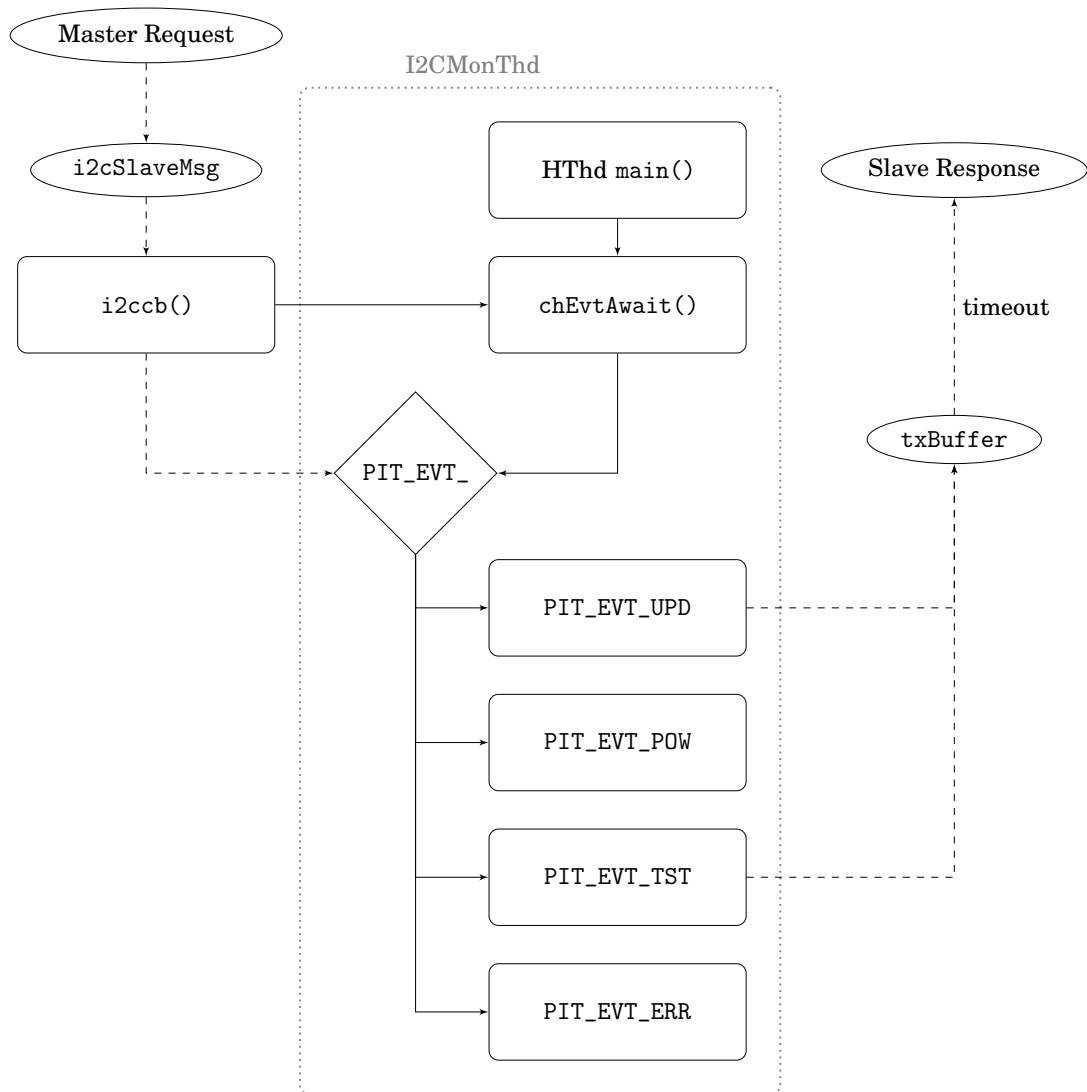 Master Request
I2CMonThd
i2cSlaveMsg
HThd main()
Slave Response
i2ccb()
chEvtAwait()
timeout
txBuffer
PIT_EVT_
PIT_EVT_UPD
PIT_EVT_POW
PIT_EVT_TST
PIT_EVT_ERR